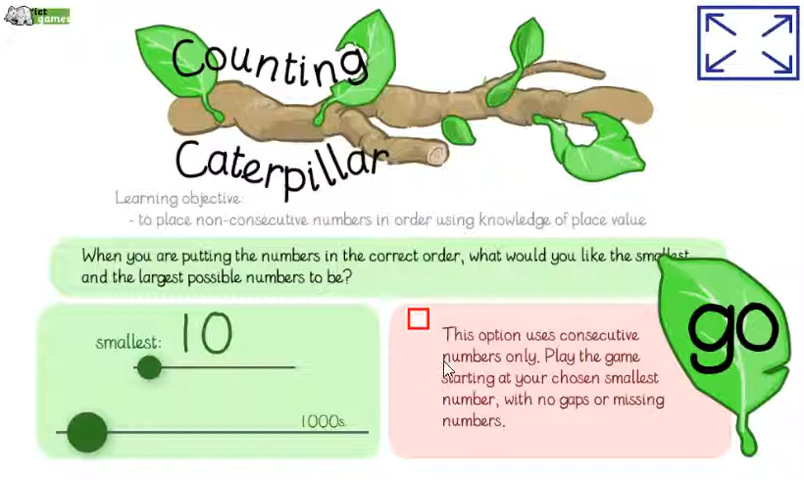 ict
games
Counting
Caterpillar
Learning objective:
- to place non-consecutive numbers in order using knowledge of place value
When you are putting the numbers in the correct order, what would you like the smallest
and the largest possible numbers to be?
go
smallest: 10
1000s
This option uses consecutive
numbers only. Play the game
starting at your chosen smallest
number, with no gaps or missing
numbers.